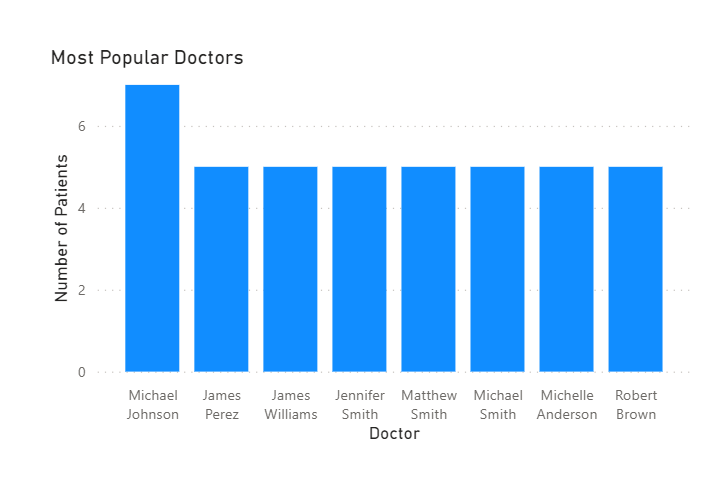 Most Popular Doctors
Number of Patients
6
4
2
0
Michael Johnson
James Perez
James Williams
Jennifer Smith
Matthew Smith
Michael Smith
Michelle Anderson
Robert Brown
Doctor